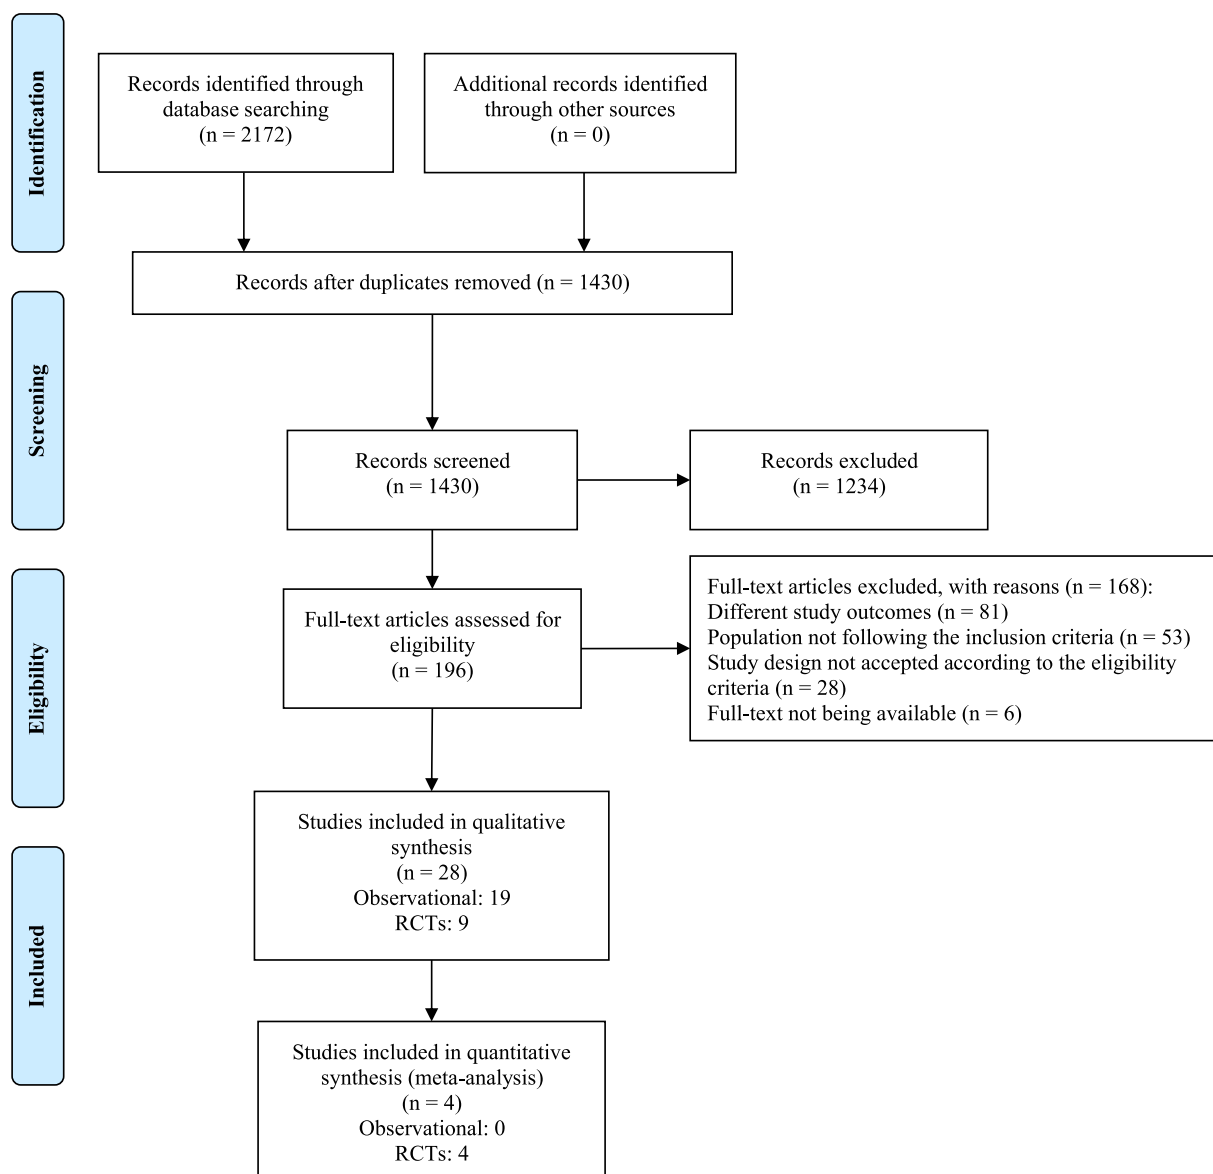 Identification
Records identified through
database searching
(n = 2172)
Additional records identified
through other sources
(n = 0)
Records after duplicates removed (n = 1430)
Screening
Records screened
(n = 1430)
Records excluded
(n = 1234)
Eligibility
Full-text articles assessed for
eligibility
(n = 196)
Full-text articles excluded, with reasons (n = 168):
Different study outcomes (n = 81)
Population not following the inclusion criteria (n = 53)
Study design not accepted according to the eligibility
criteria (n = 28)
Full-text not being available (n = 6)
Studies included in qualitative
synthesis
(n = 28)
Observational: 19
RCTs: 9
Included
Studies included in quantitative
synthesis (meta-analysis)
(n = 4)
Observational: 0
RCTs: 4